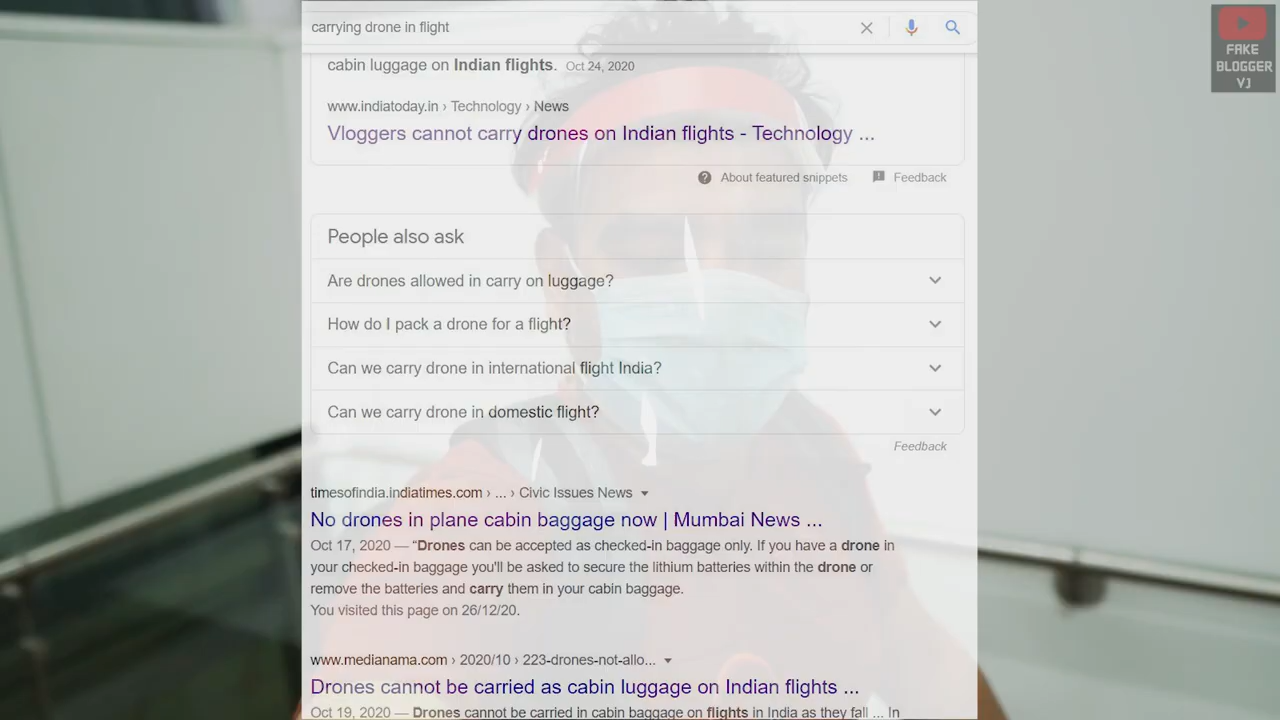 carrying drone in flight
FAKE
BLOGGER
VJ
cabin luggage on Indian flights. Oct 24, 2020
www.indiatoday.in › Technology › News
Vloggers cannot carry drones on Indian flights - Technology ...
About featured snippets Feedback
People also ask
Are drones allowed in carry on luggage?
How do I pack a drone for a flight?
Can we carry drone in international flight India?
Can we carry drone in domestic flight?
Feedback
timesofindia.indiatimes.com › ... › Civic Issues News
No drones in plane cabin baggage now | Mumbai News ...
Oct 17, 2020 — “Drones can be accepted as checked-in baggage only. If you have a drone in
your checked-in baggage you'll be asked to secure the lithium batteries within the drone or
remove the batteries and carry them in your cabin baggage.
You visited this page on 26/12/20.
www.medianama.com › 2020/10 › 223-drones-not-allo...
Drones cannot be carried as cabin luggage on Indian flights ...
Oct 19, 2020 — Drones cannot be carried in cabin baggage on flights in India as they fall ... In